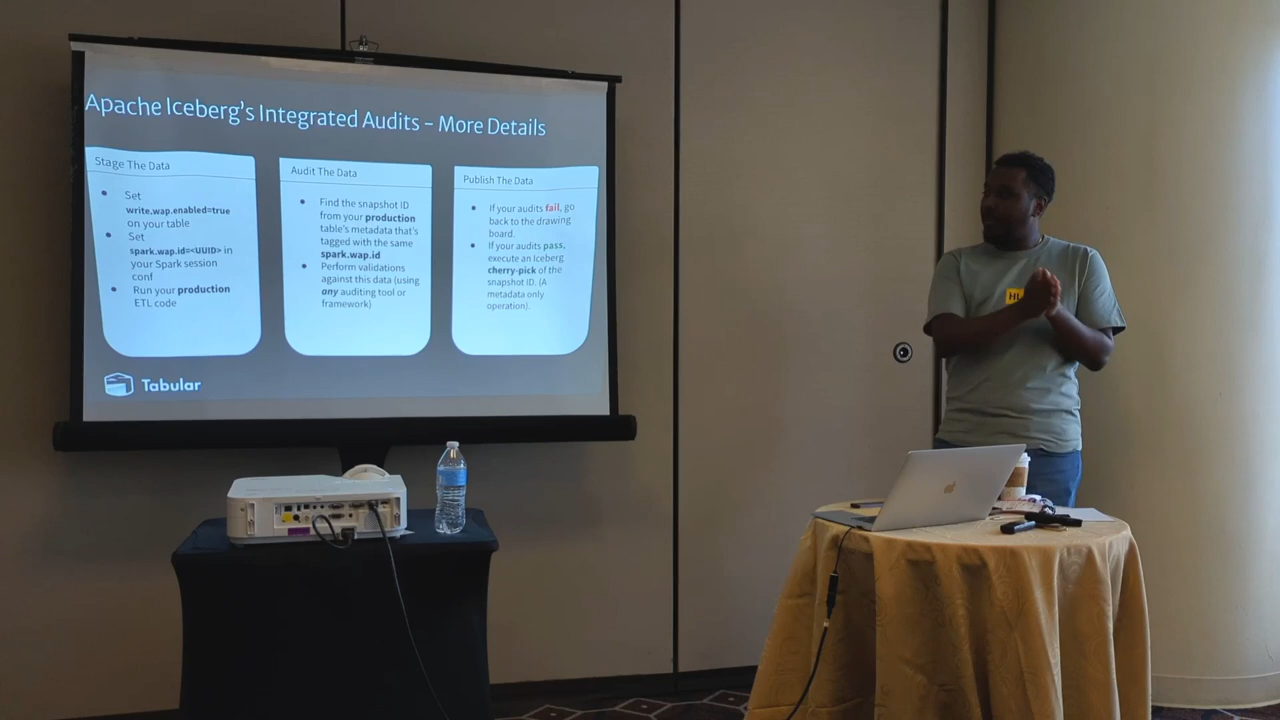 Apache Iceberg's Integrated Audits - More Details
Stage The Data
● Set
write.wap.enabled=true
on your table
● Set
spark.wap.id=<UUID> in
your Spark session
conf
● Run your production
ETL code
Audit The Data
● Find the snapshot ID
from your production
table's metadata that's
tagged with the same
spark.wap.id
● Perform validations
against this data (using
any auditing tool or
framework)
Publish The Data
● If your audits fail, go
back to the drawing
board.
● If your audits pass,
execute an Iceberg
cherry-pick of the
snapshot ID. (A
metadata only
operation).
Tabular